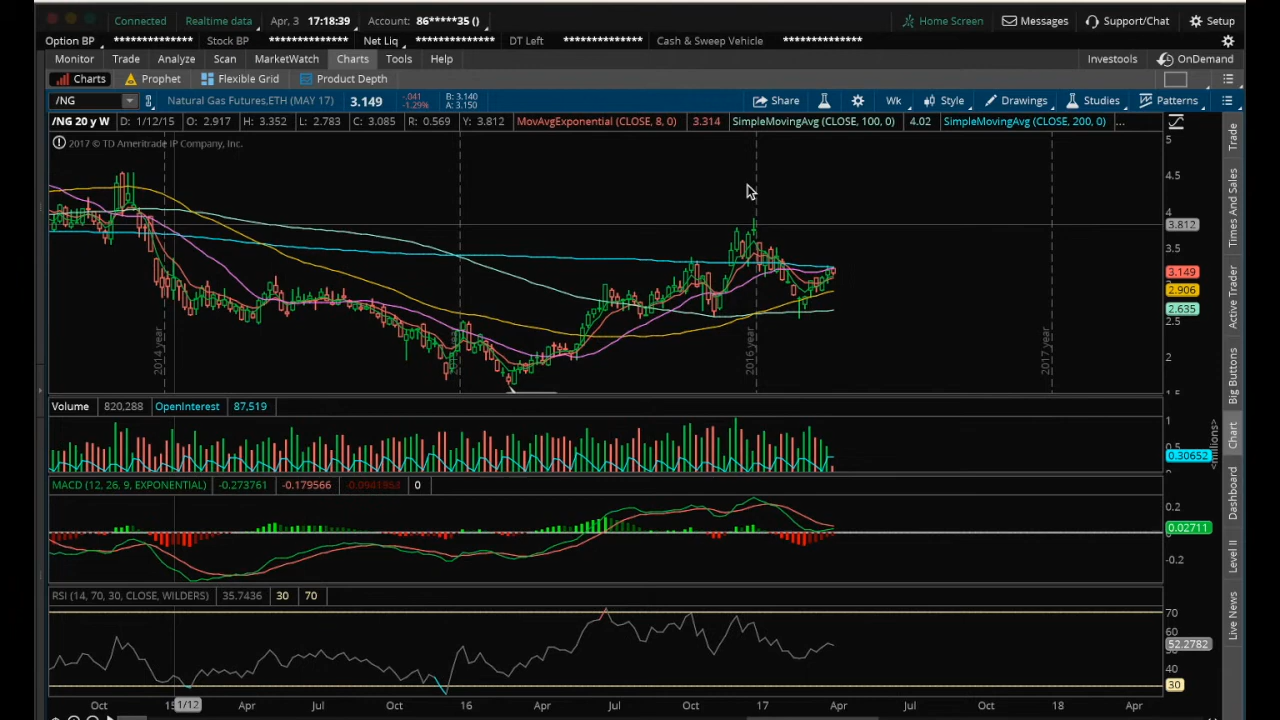 Connected Realtime data Apr, 3 17:18:39 Account: 86*****35 () Home Screen Messages Support/Chat Setup
Option BP ************** Stock BP ************** Net Liq ************** DT Left ************** Cash & Sweep Vehicle **************
Monitor Trade Analyze Scan MarketWatch Charts Tools Help Investools OnDemand
Charts Prophet Flexible Grid Product Depth
/NG Natural Gas Futures,ETH (MAY 17) 3.149 -.041 -1.29% B: 3.140 A: 3.150 Share Wk Style Drawings Studies Patterns
/NG 20 y W D: 1/12/15 O: 2.917 H: 3.352 L: 2.783 C: 3.085 R: 0.569 Y: 3.812 MovAvgExponential (CLOSE, 8, 0) 3.314 SimpleMovingAvg (CLOSE, 100, 0) 4.02 SimpleMovingAvg (CLOSE, 200, 0) ...
2017 © TD Ameritrade IP Company, Inc.
5
4.5
4
3.812
3.5
3.149
2.906
2.635
2.5
2
1.5
2014 year
2016 year
2017 year
Volume 820,288 OpenInterest 87,519
1
0.5
0.30652
0
<millions>
MACD (12, 26, 9, EXPONENTIAL) -0.273761 -0.179566 -0.0941954 0
0.2
0.02711
-0.2
RSI (14, 70, 30, CLOSE, WILDERS) 35.7436 30 70
70
60
52.2782
40
30
Oct 15 1/12 Apr Jul Oct 16 Apr Jul Oct 17 Apr Jul Oct 18 Apr
Trade
Times And Sales
Active Trader
Big Buttons
Chart
Dashboard
Level II
Live News